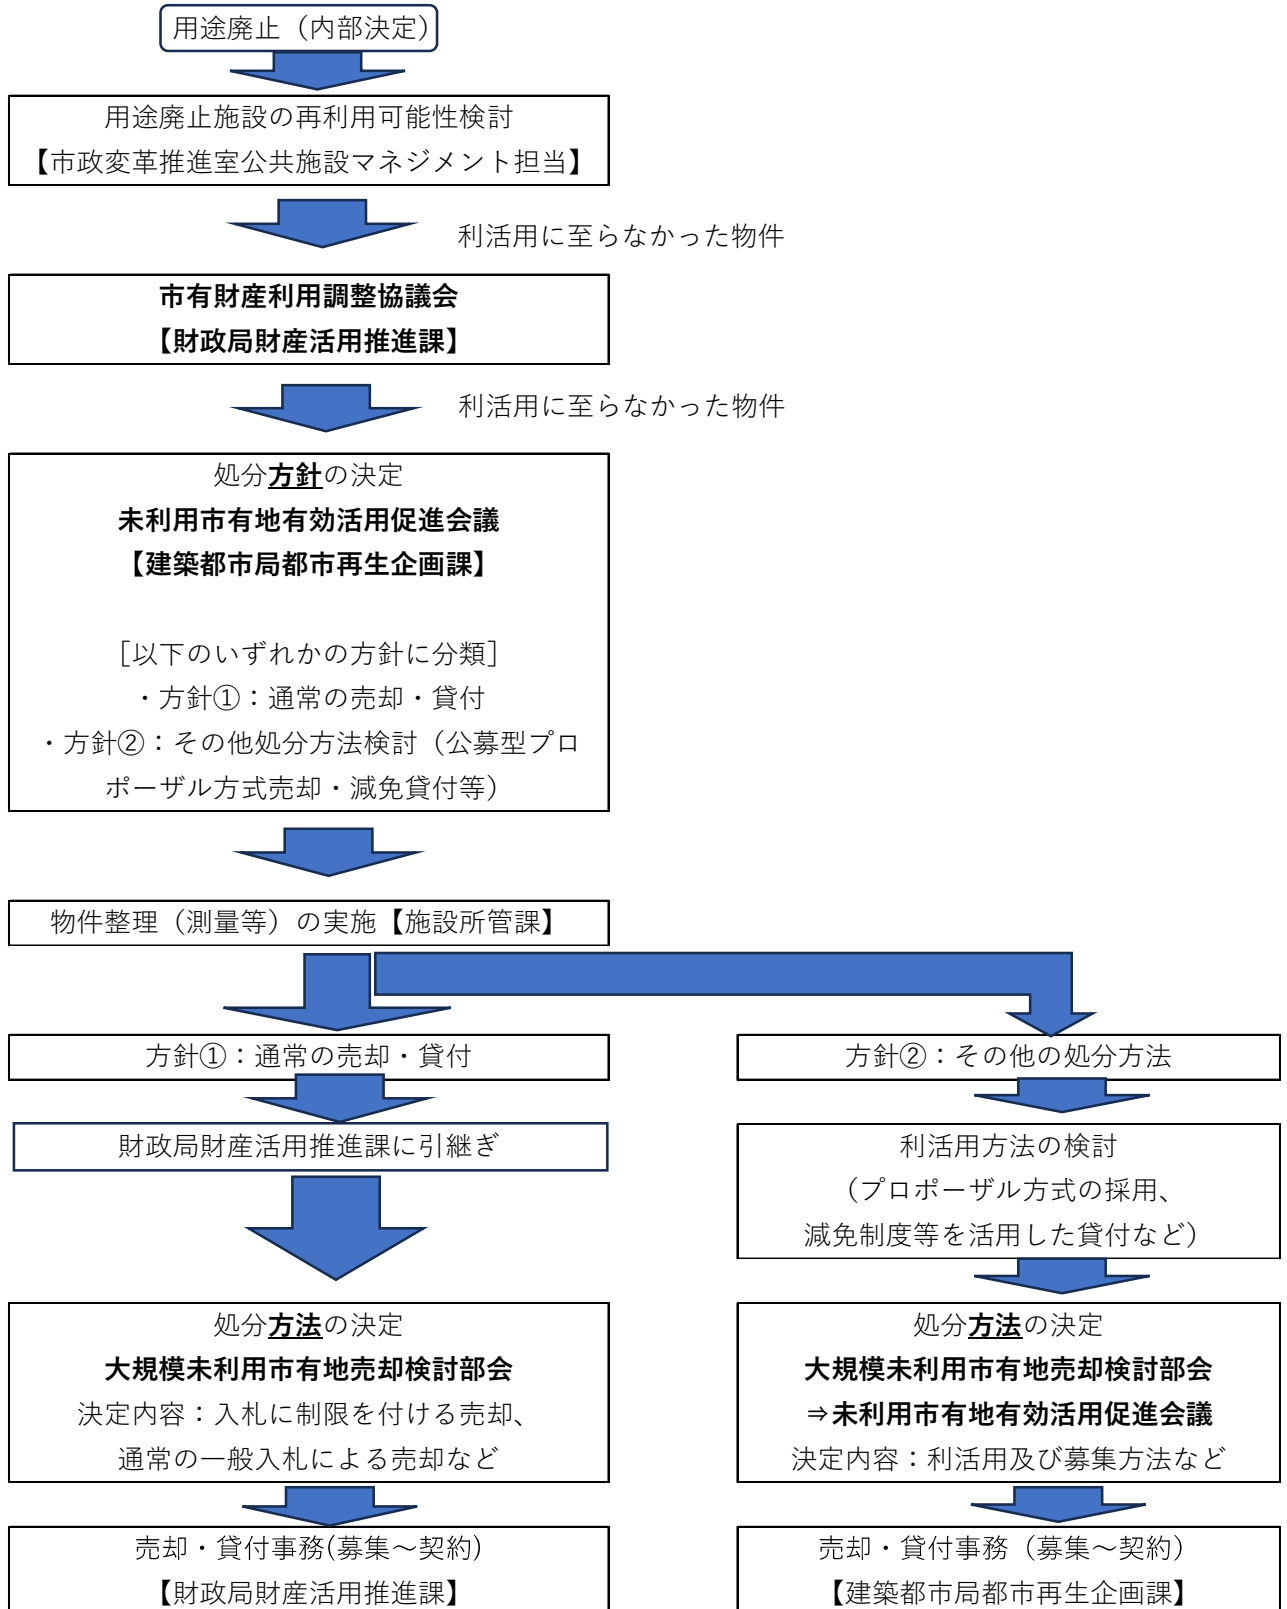 用途廃止（内部決定）
用途廃止施設の再利用可能性検討
【市政変革推進室公共施設マネジメント担当】
利活用に至らなかった物件
市有財産利用調整協議会
【財政局財産活用推進課】
利活用に至らなかった物件
処分方針の決定
未利用市有地有効活用促進会議
【建築都市局都市再生企画課】
［以下のいずれかの方針に分類］
・方針①：通常の売却・貸付
・方針②：その他処分方法検討（公募型プロ
ポーザル方式売却・減免貸付等）
物件整理（測量等）の実施【施設所管課】
方針①：通常の売却・貸付
財政局財産活用推進課に引継ぎ
処分方法の決定
大規模未利用市有地売却検討部会
決定内容：入札に制限を付ける売却、
通常の一般入札による売却など
売却・貸付事務(募集～契約)
【財政局財産活用推進課】
方針②：その他の処分方法
利活用方法の検討
（プロポーザル方式の採用、
減免制度等を活用した貸付など）
処分方法の決定
大規模未利用市有地売却検討部会
⇒未利用市有地有効活用促進会議
決定内容：利活用及び募集方法など
売却・貸付事務（募集～契約）
【建築都市局都市再生企画課】